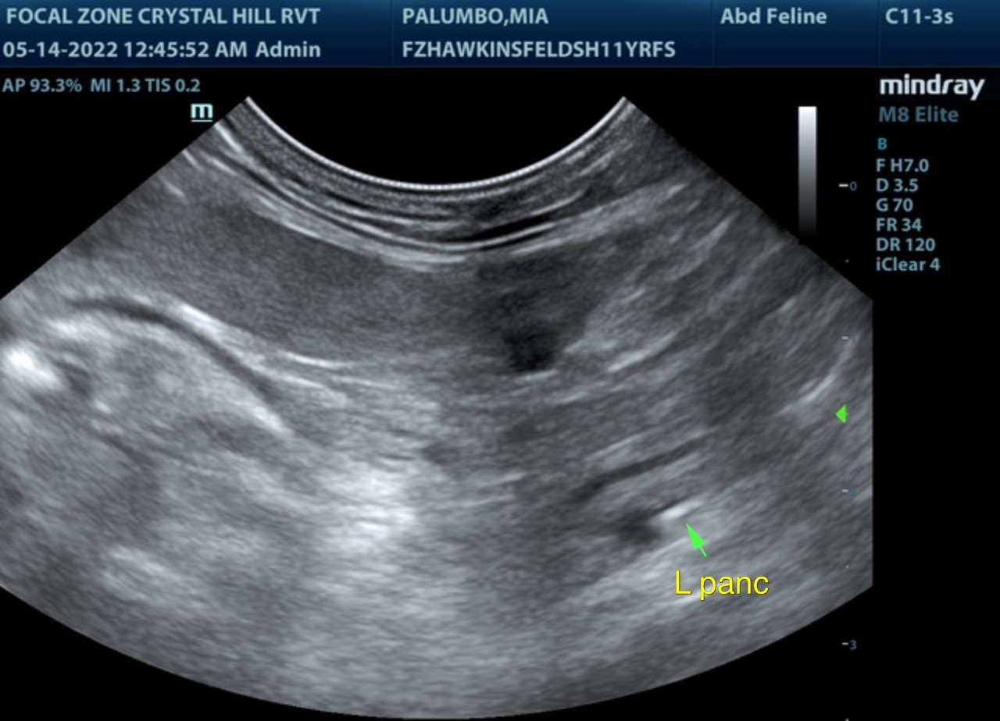 FOCAL ZONE CRYSTAL HILL RVT
PALUMBO,MIA
Abd Feline
C11-3s
05-14-2022 12:45:52 AM Admin
FZHAWKINSFELDSH11YRFS
AP 93.3% MI 1.3 TIS 0.2
m
mindray
M8 Elite
B
F H7.0
D 3.5
G 70
FR 34
DR 120
iClear 4
0
3
L panc